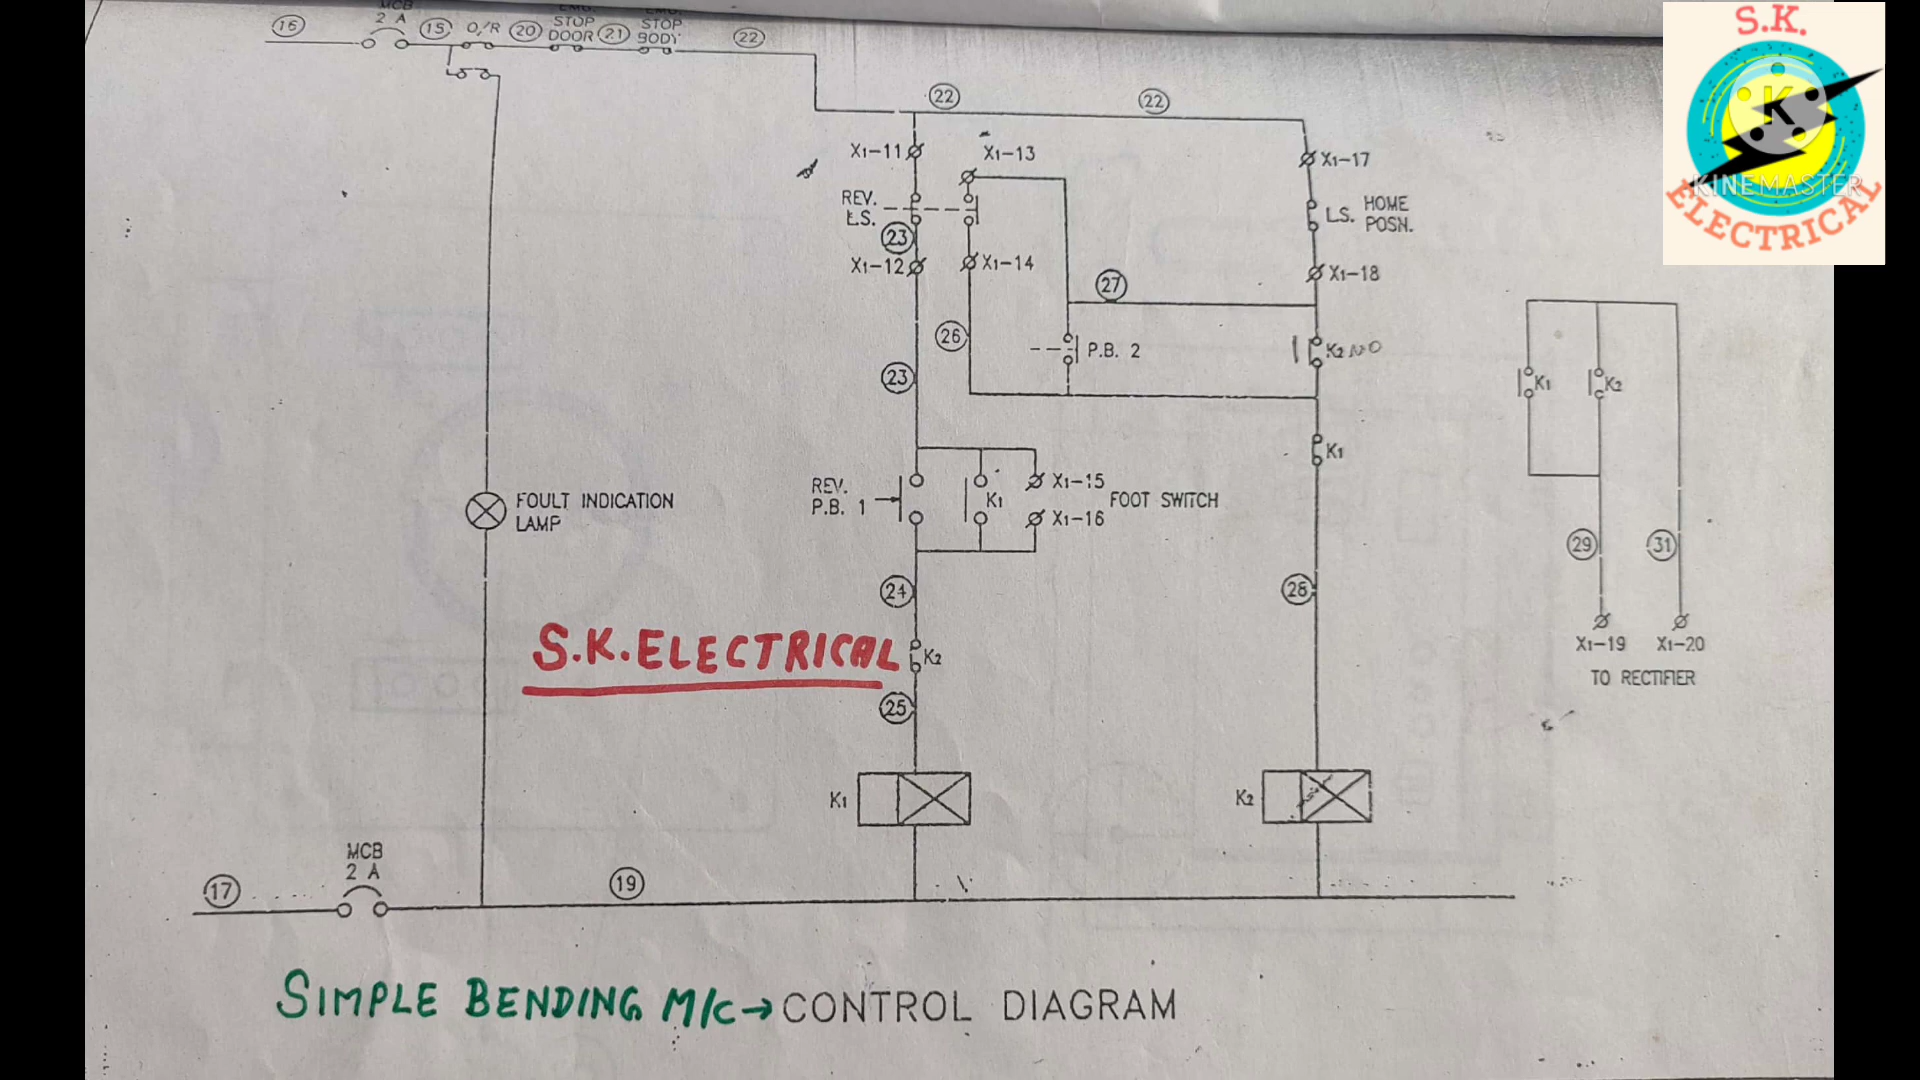 S.K.
K
KINEMASTER
ELECTRICAL
16
MCB
2 A
15
O/R
20
EMG.
STOP
DOOR
21
EMG.
STOP
BODY
22
22
22
X1-11
X1-13
X1-17
REV.
L.S.
L.S. HOME
POSN.
23
X1-12
X1-14
X1-18
27
26
P.B. 2
K2 NO
23
K1
K2
K1
REV.
P.B. 1
K1
X1-15
X1-16
FOOT SWITCH
FOULT INDICATION
LAMP
29
31
24
28
X1-19
X1-20
TO RECTIFIER
S.K.ELECTRICAL
K2
25
K1
K2
MCB
2 A
17
19
SIMPLE BENDING M/C→CONTROL DIAGRAM